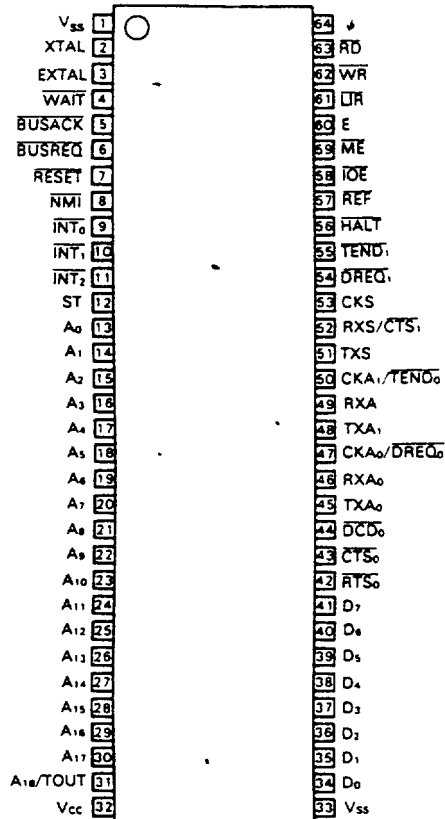 Vss 1 64 ϕ
XTAL 2 63 RD
EXTAL 3 62 WR
WAIT 4 61 LIR
BUSACK 5 60 E
BUSREQ 6 59 ME
RESET 7 58 IOE
NMI 8 57 REF
INT₀ 9 56 HALT
INT₁ 10 55 TEND₁
INT₂ 11 54 DREQ₁
ST 12 53 CKS
A₀ 13 52 RXS/CTS₁
A₁ 14 51 TXS
A₂ 15 50 CKA₁/TEND₀
A₃ 16 49 RXA
A₄ 17 48 TXA₁
A₅ 18 47 CKA₀/DREQ₀
A₆ 19 46 RXA₀
A₇ 20 45 TXA₀
A₈ 21 44 DCD₀
A₉ 22 43 CTS₀
A₁₀ 23 42 RTS₀
A₁₁ 24 41 D₇
A₁₂ 25 40 D₆
A₁₃ 26 39 D₅
A₁₄ 27 38 D₄
A₁₅ 28 37 D₃
A₁₆ 29 36 D₂
A₁₇ 30 35 D₁
A₁₈/TOUT 31 34 D₀
Vcc 32 33 Vss